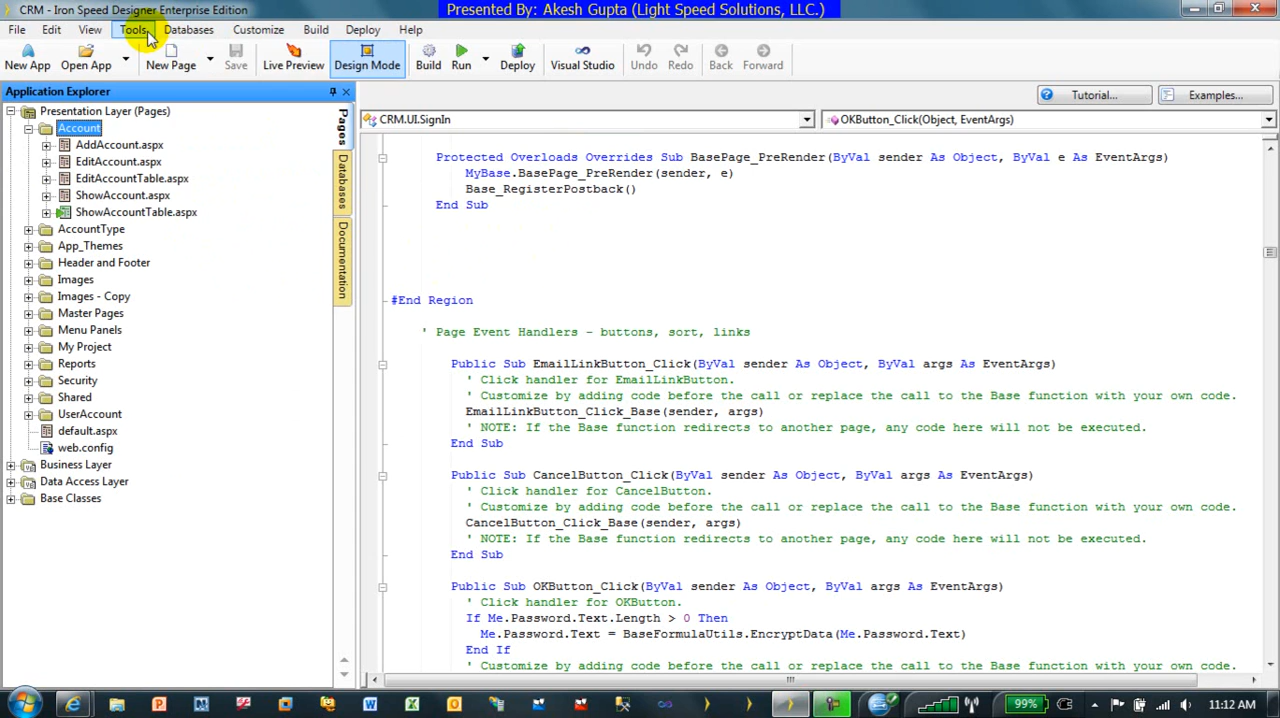 CRM - Iron Speed Designer Enterprise Edition
Presented By: Akesh Gupta (Light Speed Solutions, LLC.)
File Edit View Tools Databases Customize Build Deploy Help
New App Open App New Page Save Live Preview Design Mode Build Run Deploy Visual Studio Undo Redo Back Forward
Application Explorer
Tutorial... Examples...
Presentation Layer (Pages)
Account
AddAccount.aspx
EditAccount.aspx
EditAccountTable.aspx
ShowAccount.aspx
ShowAccountTable.aspx
AccountType
App_Themes
Header and Footer
Images
Images - Copy
Master Pages
Menu Panels
My Project
Reports
Security
Shared
UserAccount
default.aspx
web.config
Business Layer
Data Access Layer
Base Classes
Pages
Databases
Documentation
CRM.UI.SignIn
OKButton_Click(Object, EventArgs)
Protected Overloads Overrides Sub BasePage_PreRender(ByVal sender As Object, ByVal e As EventArgs)
MyBase.BasePage_PreRender(sender, e)
Base_RegisterPostback()
End Sub
#End Region
' Page Event Handlers - buttons, sort, links
Public Sub EmailLinkButton_Click(ByVal sender As Object, ByVal args As EventArgs)
' Click handler for EmailLinkButton.
' Customize by adding code before the call or replace the call to the Base function with your own code.
EmailLinkButton_Click_Base(sender, args)
' NOTE: If the Base function redirects to another page, any code here will not be executed.
End Sub
Public Sub CancelButton_Click(ByVal sender As Object, ByVal args As EventArgs)
' Click handler for CancelButton.
' Customize by adding code before the call or replace the call to the Base function with your own code.
CancelButton_Click_Base(sender, args)
' NOTE: If the Base function redirects to another page, any code here will not be executed.
End Sub
Public Sub OKButton_Click(ByVal sender As Object, ByVal args As EventArgs)
' Click handler for OKButton.
If Me.Password.Text.Length > 0 Then
Me.Password.Text = BaseFormulaUtils.EncryptData(Me.Password.Text)
End If
' Customize by adding code before the call or replace the call to the Base function with your own code.
99%
11:12 AM